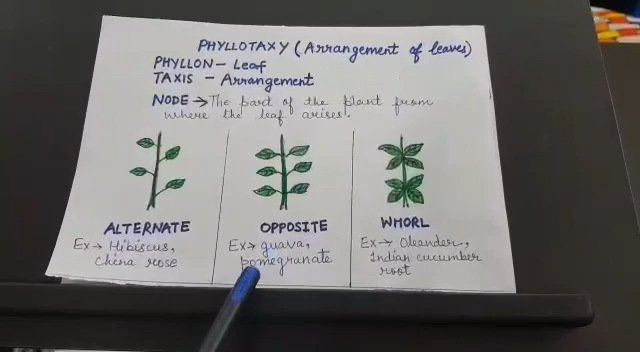 PHYLLOTAXY (Arrangement of leaves)
PHYLLON - Leaf
TAXIS - Arrangement
NODE → The part of the plant from
where the leaf arises.
ALTERNATE
Ex → Hibiscus,
China rose
OPPOSITE
Ex → guava,
pomegranate
WHORL
Ex → Oleander,
Indian cucumber
root